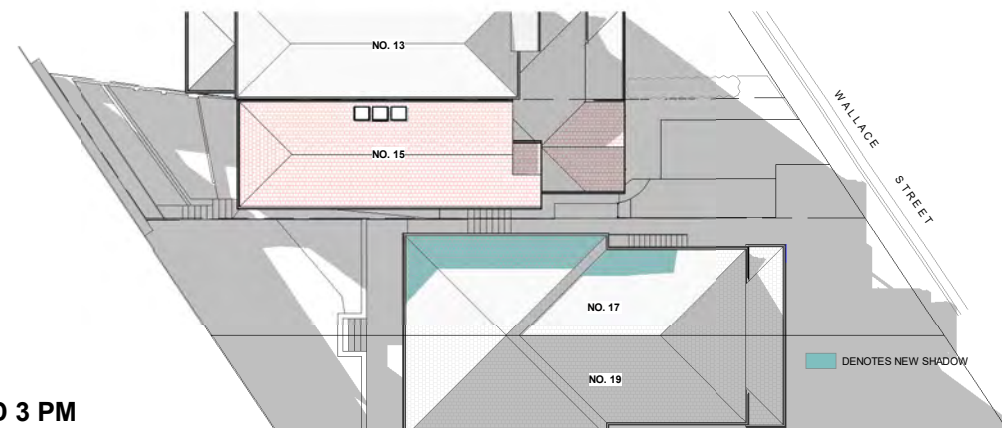 NO. 13
WALLACE
STREET
NO. 15
NO. 17
DENOTES NEW SHADOW
NO. 19
3 PM